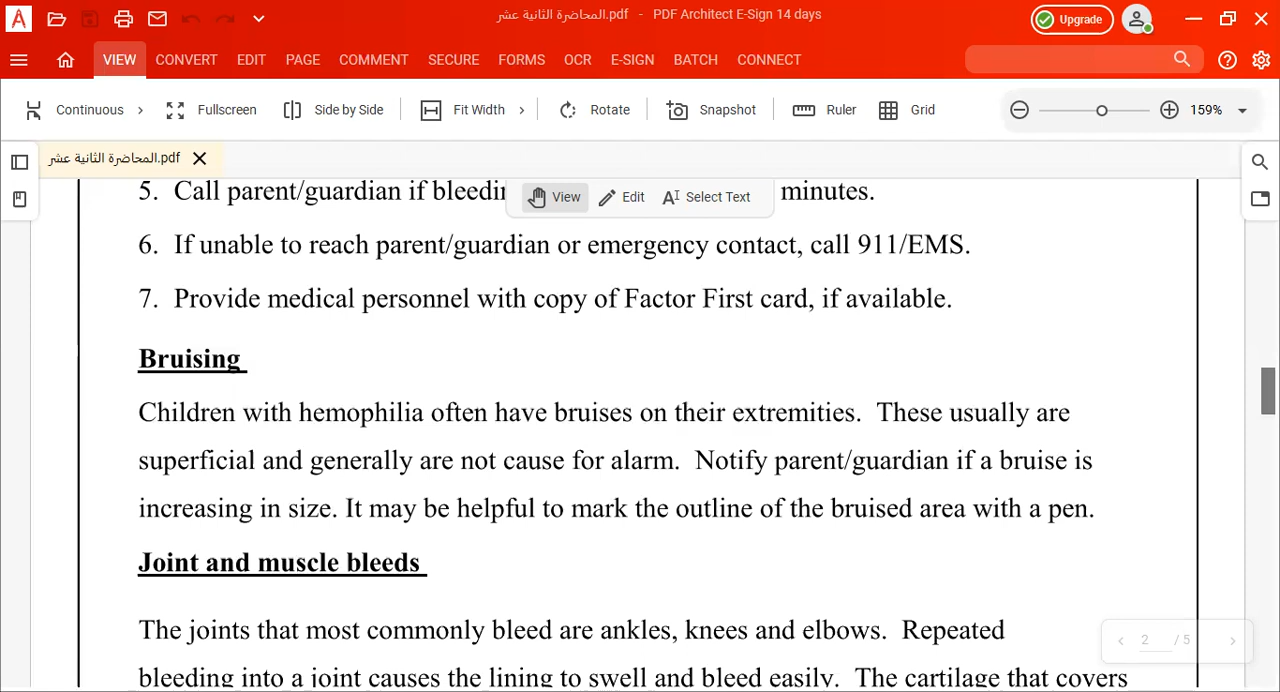 المحاضرة الثانية عشر.pdf - PDF Architect E-Sign 14 days
Upgrade
VIEW CONVERT EDIT PAGE COMMENT SECURE FORMS OCR E-SIGN BATCH CONNECT
Continuous Fullscreen Side by Side Fit Width Rotate Snapshot Ruler Grid 159%
المحاضرة الثانية عشر.pdf
View Edit Select Text
5. Call parent/guardian if bleedin minutes.
6. If unable to reach parent/guardian or emergency contact, call 911/EMS.
7. Provide medical personnel with copy of Factor First card, if available.
Bruising
Children with hemophilia often have bruises on their extremities. These usually are
superficial and generally are not cause for alarm. Notify parent/guardian if a bruise is
increasing in size. It may be helpful to mark the outline of the bruised area with a pen.
Joint and muscle bleeds
The joints that most commonly bleed are ankles, knees and elbows. Repeated
2 / 5
bleeding into a joint causes the lining to swell and bleed easily. The cartilage that covers